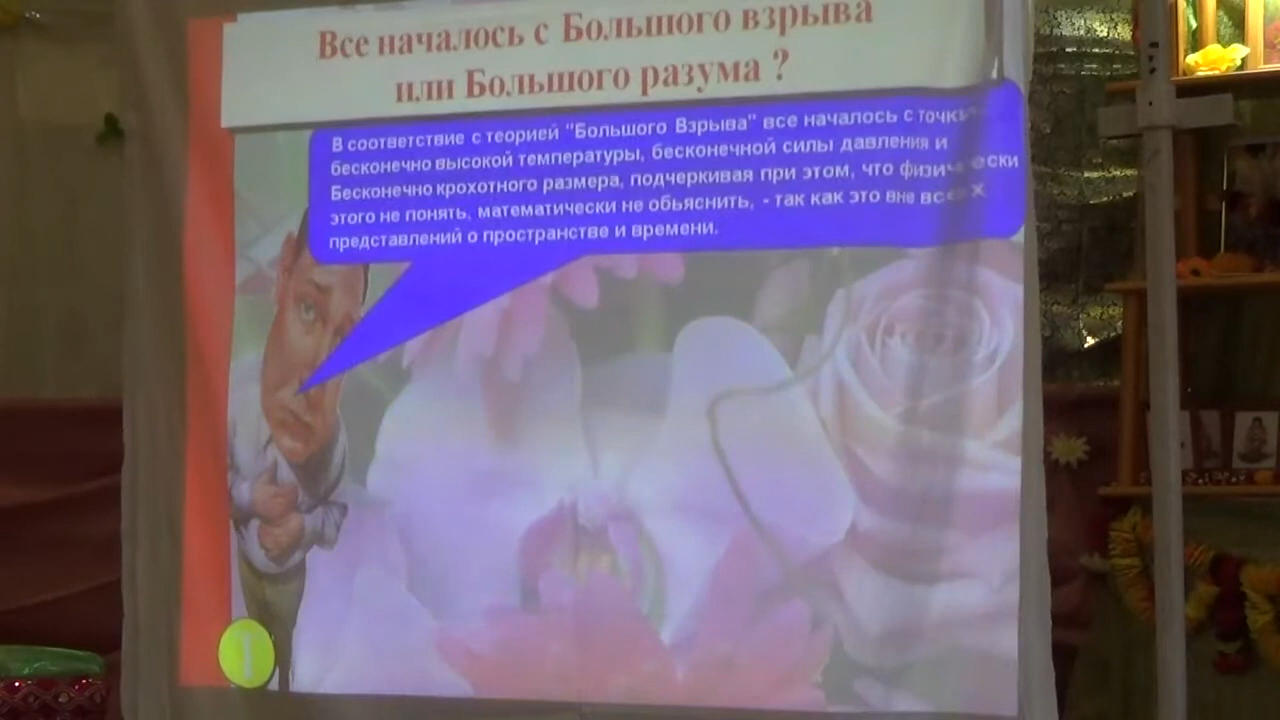 Все началось с Большого взрыва
или Большого разума ?
В соответствие с теорией "Большого Взрыва" все началось с точки
бесконечно высокой температуры, бесконечной силы давления и
Бесконечно крохотного размера, подчеркивая при этом, что физически
этого не понять, математически не обьяснить, - так как это вне всех
представлений о пространстве и времени.
1